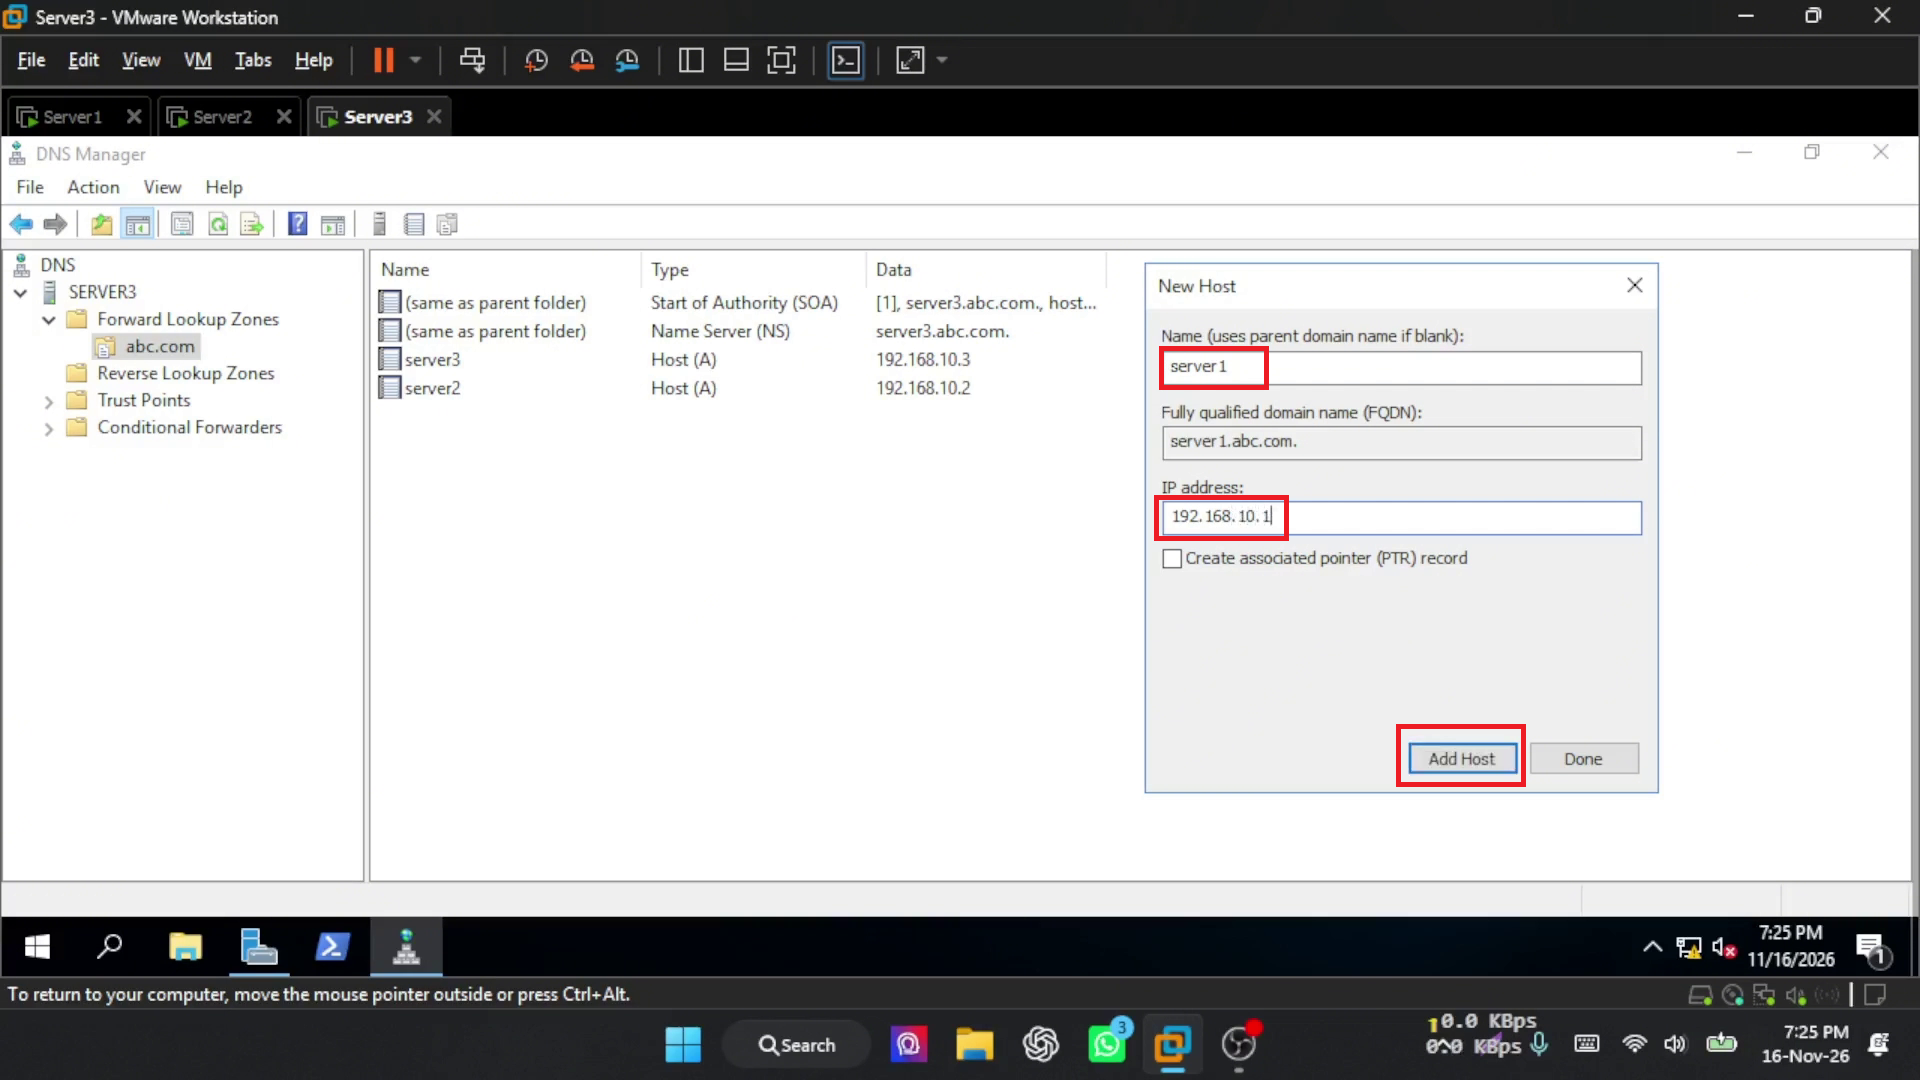 Server3 - VMware Workstation
File Edit View VM Tabs Help
Server1 Server2 Server3
DNS Manager
File Action View Help
DNS
SERVER3
Forward Lookup Zones
abc.com
Reverse Lookup Zones
Trust Points
Conditional Forwarders
Name Type Data
(same as parent folder) Start of Authority (SOA) [1], server3.abc.com., host...
(same as parent folder) Name Server (NS) server3.abc.com.
server3 Host (A) 192.168.10.3
server2 Host (A) 192.168.10.2
New Host
Name (uses parent domain name if blank):
server1
Fully qualified domain name (FQDN):
server1.abc.com.
IP address:
192.168.10.1
Create associated pointer (PTR) record
Add Host Done
7:25 PM
11/16/2026
1
To return to your computer, move the mouse pointer outside or press Ctrl+Alt.
Search
3
0.0 KBps
0.0 KBps
7:25 PM
16-Nov-26